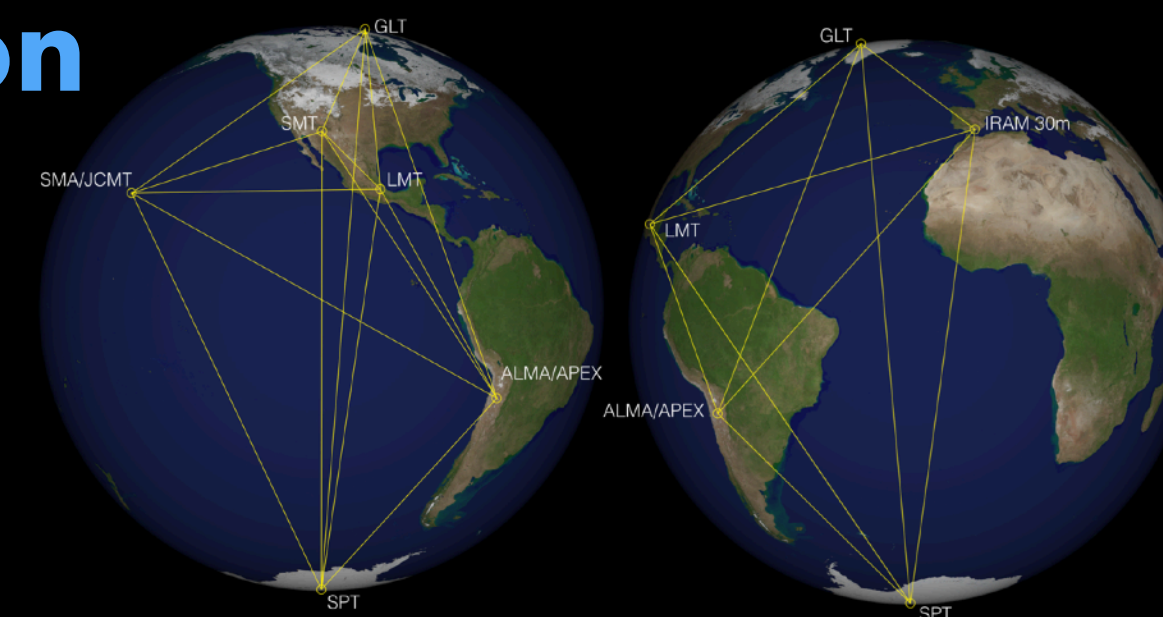 on
GLT
SMT
SMA/JCMT
LMT
ALMA/APEX
SPT
GLT
IRAM 30m
LMT
ALMA/APEX
SPT